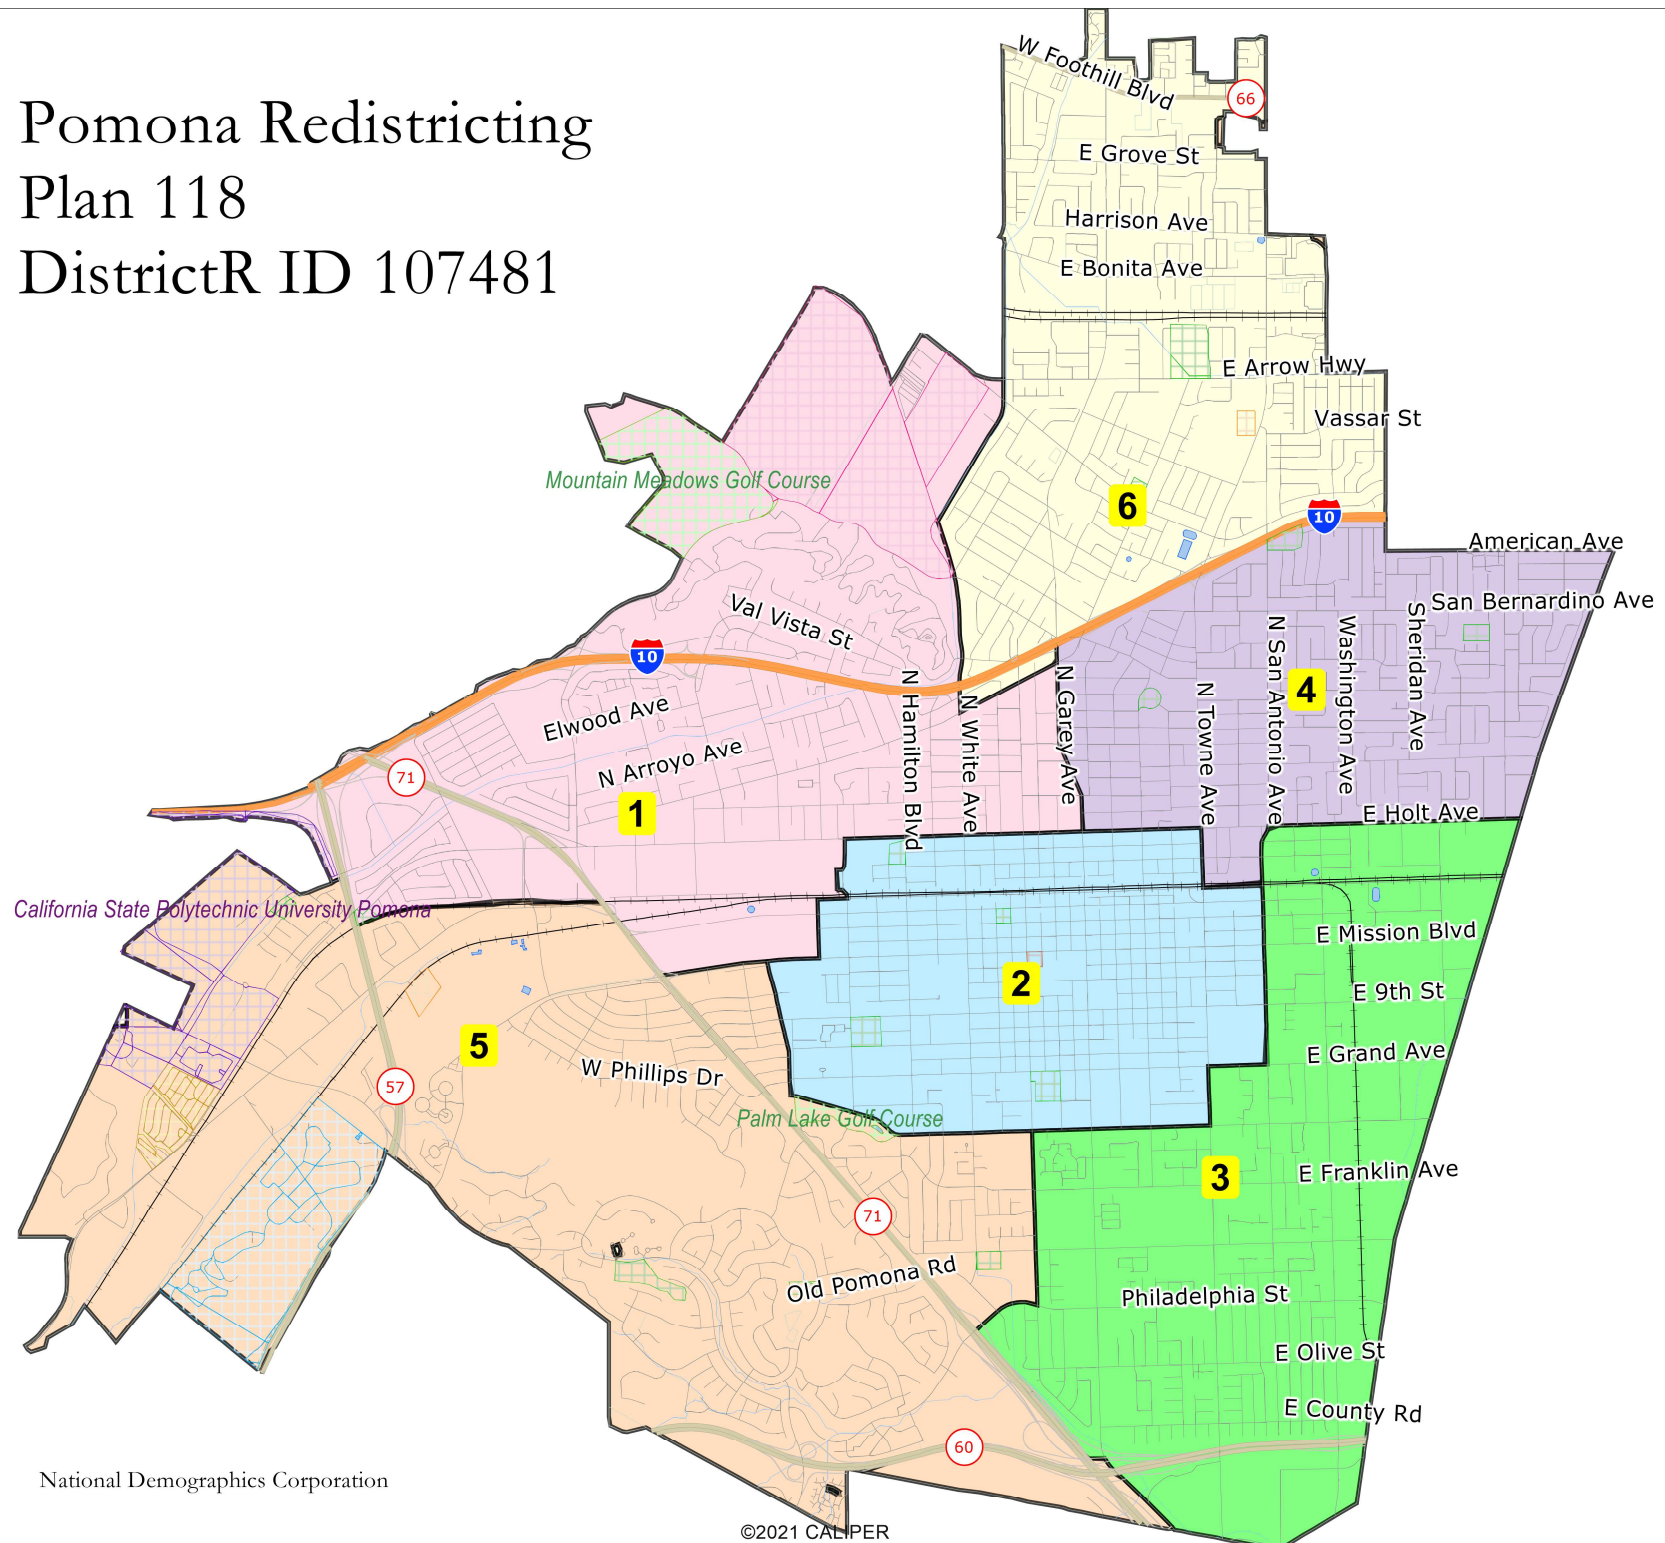 Pomona Redistricting
Plan 118
DistrictR ID 107481
W Foothill Blvd
66
E Grove St
Harrison Ave
E Bonita Ave
E Arrow Hwy
Vassar St
Mountain Meadows Golf Course
6
10
American Ave
San Bernardino Ave
Val Vista St
10
Sheridan Ave
Washington Ave
N San Antonio Ave
4
N Towne Ave
N Garey Ave
N White Ave
N Hamilton Blvd
Elwood Ave
N Arroyo Ave
71
1
E Holt Ave
California State Polytechnic University Pomona
E Mission Blvd
2
E 9th St
5
E Grand Ave
W Phillips Dr
57
Palm Lake Golf Course
3
E Franklin Ave
71
Old Pomona Rd
Philadelphia St
E Olive St
E County Rd
60
National Demographics Corporation
©2021 CALIPER